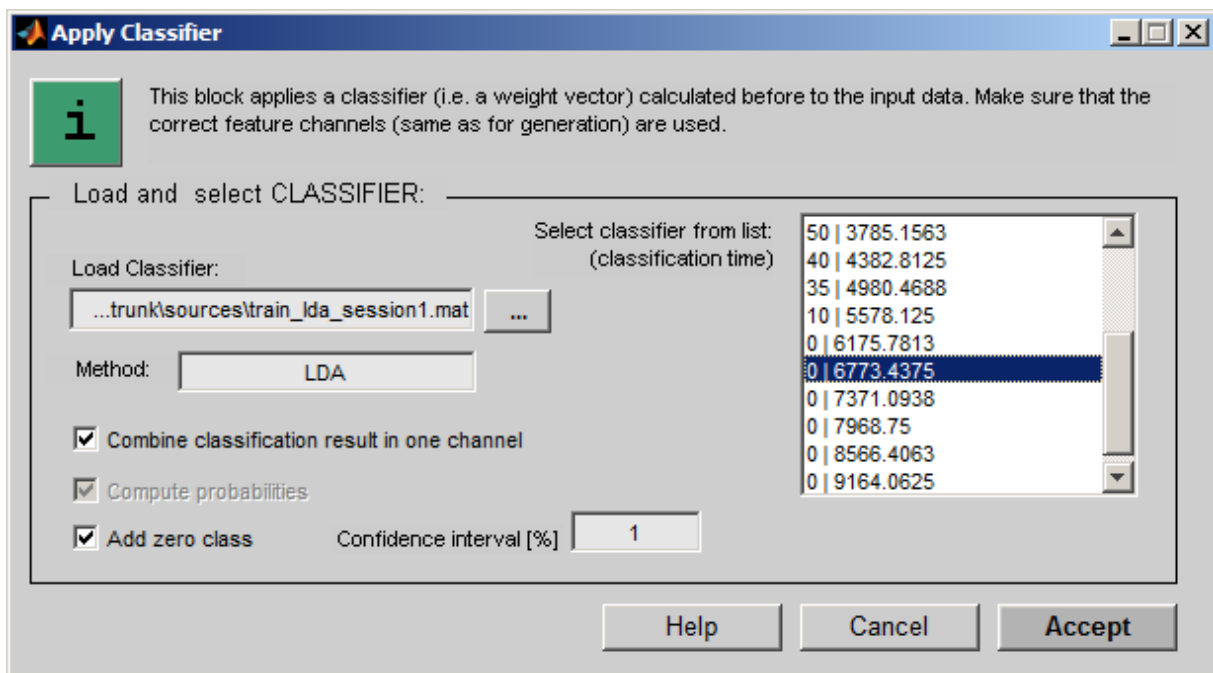 Apply Classifier
i
This block applies a classifier (i.e. a weight vector) calculated before to the input data. Make sure that the
correct feature channels (same as for generation) are used.
Load and select CLASSIFIER:
Select classifier from list:
(classification time)
50 | 3785.1563
40 | 4382.8125
35 | 4980.4688
10 | 5578.125
0 | 6175.7813
0 | 6773.4375
0 | 7371.0938
0 | 7968.75
0 | 8566.4063
0 | 9164.0625
Load Classifier:
...trunk\sources\train_lda_session1.mat
...
Method:
LDA
Combine classification result in one channel
Compute probabilities
Add zero class
Confidence interval [%]
1
Help
Cancel
Accept